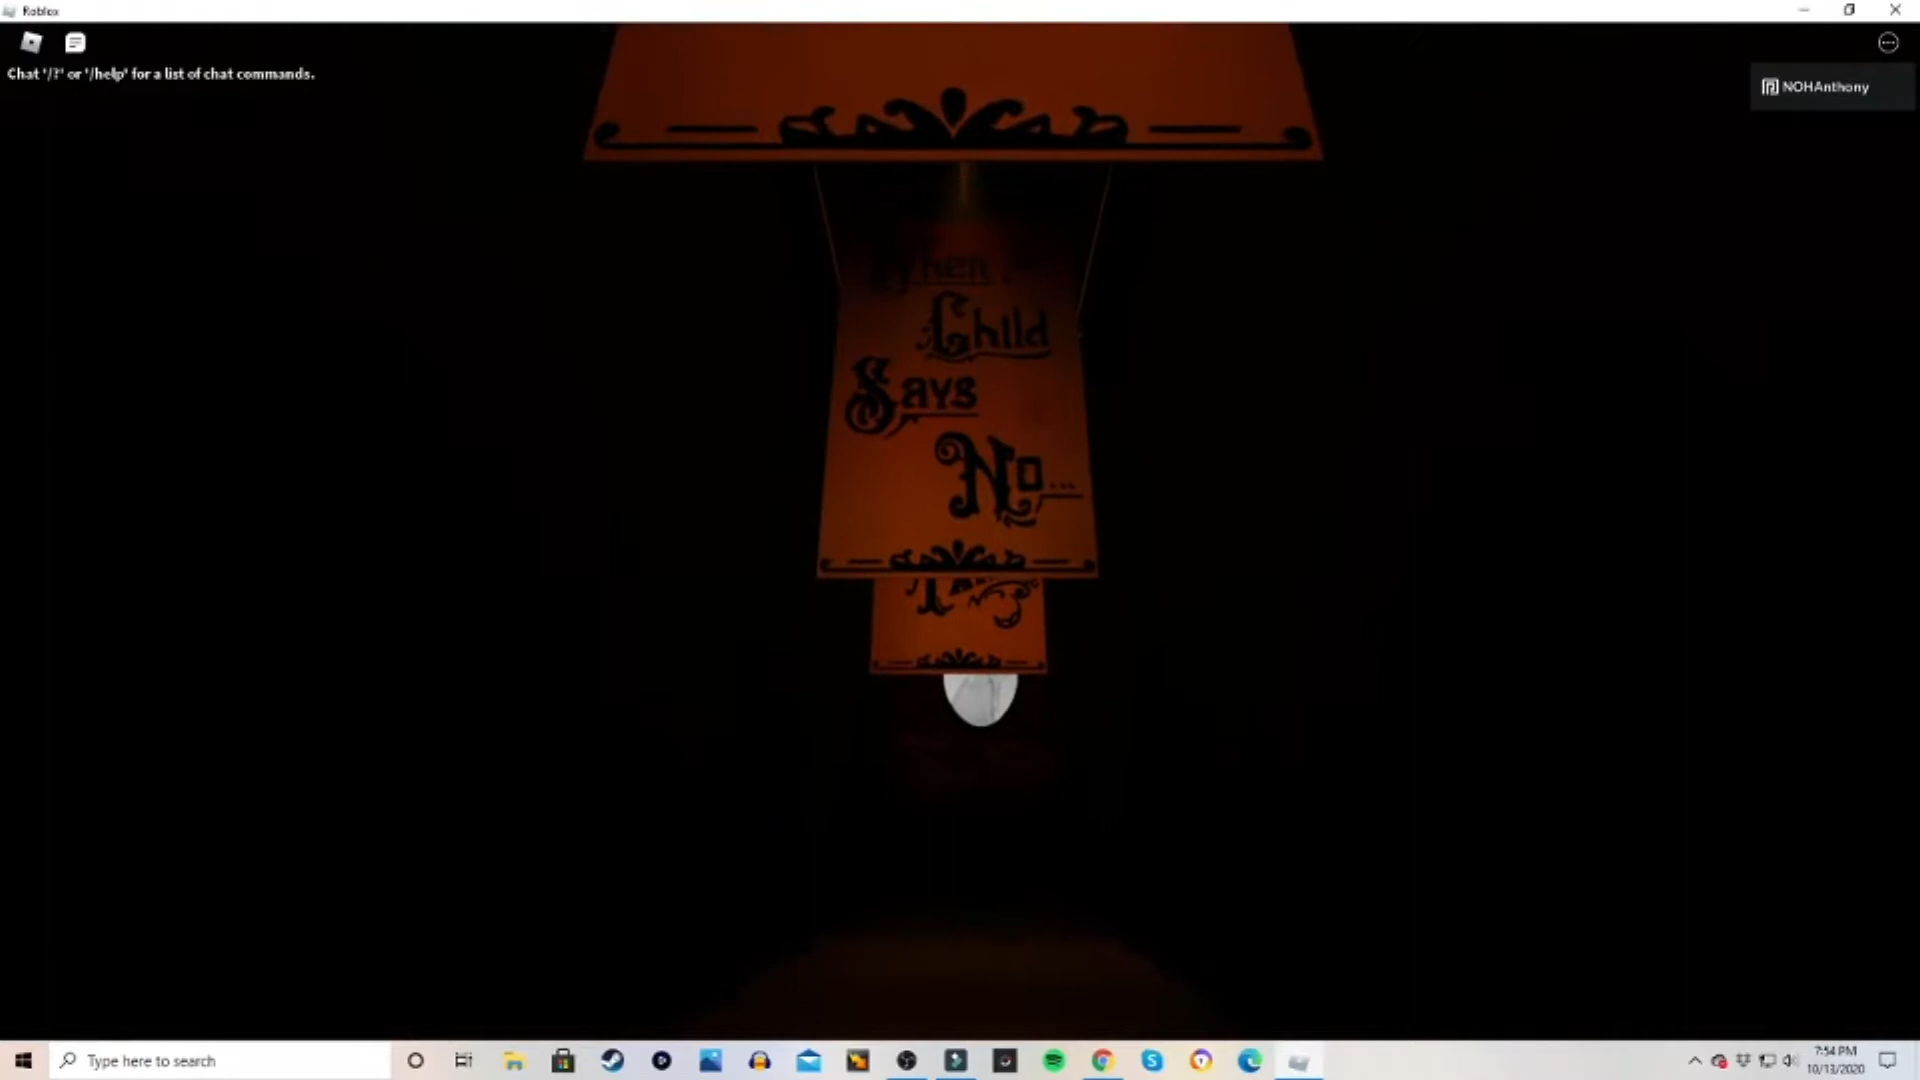 Roblox
Chat '/?' or '/help' for a list of chat commands.
NOHAnthony
When
Child
Says
No...
Type here to search
7:54 PM
10/13/2020